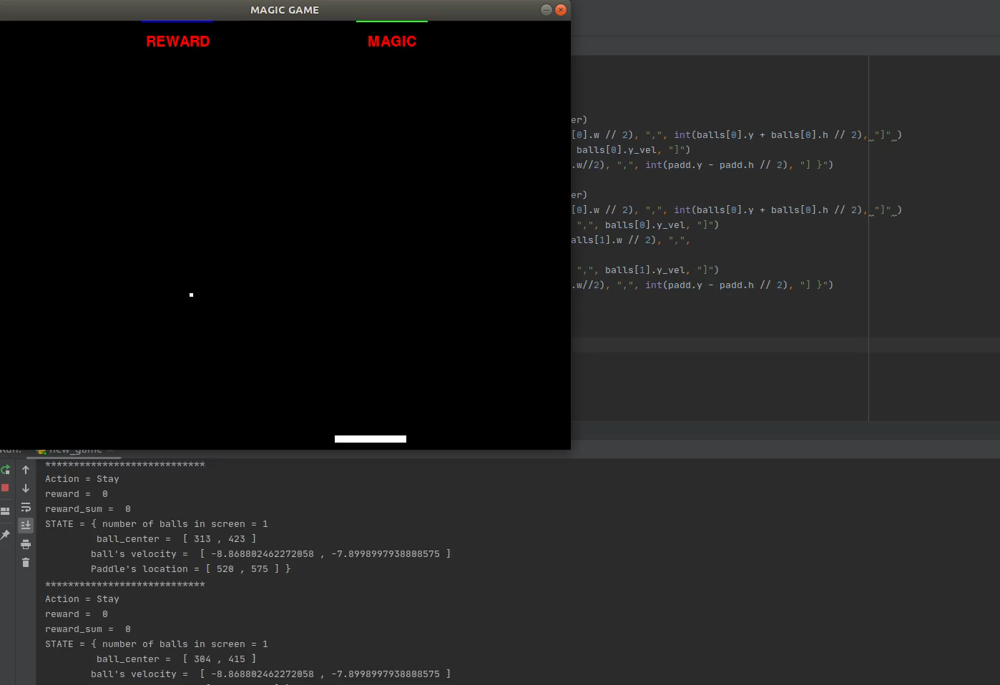 MAGIC GAME
REWARD MAGIC
er)
[0].w // 2), ",", int(balls[0].y + balls[0].h // 2), "]" )
balls[0].y_vel, "]")
.w//2), ",", int(padd.y - padd.h // 2), "] }")
er)
[0].w // 2), ",", int(balls[0].y + balls[0].h // 2), "]" )
",", balls[0].y_vel, "]")
alls[1].w // 2), ",",
",", balls[1].y_vel, "]")
.w//2), ",", int(padd.y - padd.h // 2), "] }")
Run: new_game
****************************
Action = Stay
reward =  0
reward_sum =  0
STATE = { number of balls in screen = 1
ball_center =  [ 313 , 423 ]
ball's velocity =  [ -8.868802462272058 , -7.8998997938808575 ]
Paddle's location = [ 520 , 575 ] }
****************************
Action = Stay
reward =  0
reward_sum =  0
STATE = { number of balls in screen = 1
ball_center =  [ 304 , 415 ]
ball's velocity =  [ -8.868802462272058 , -7.8998997938808575 ]